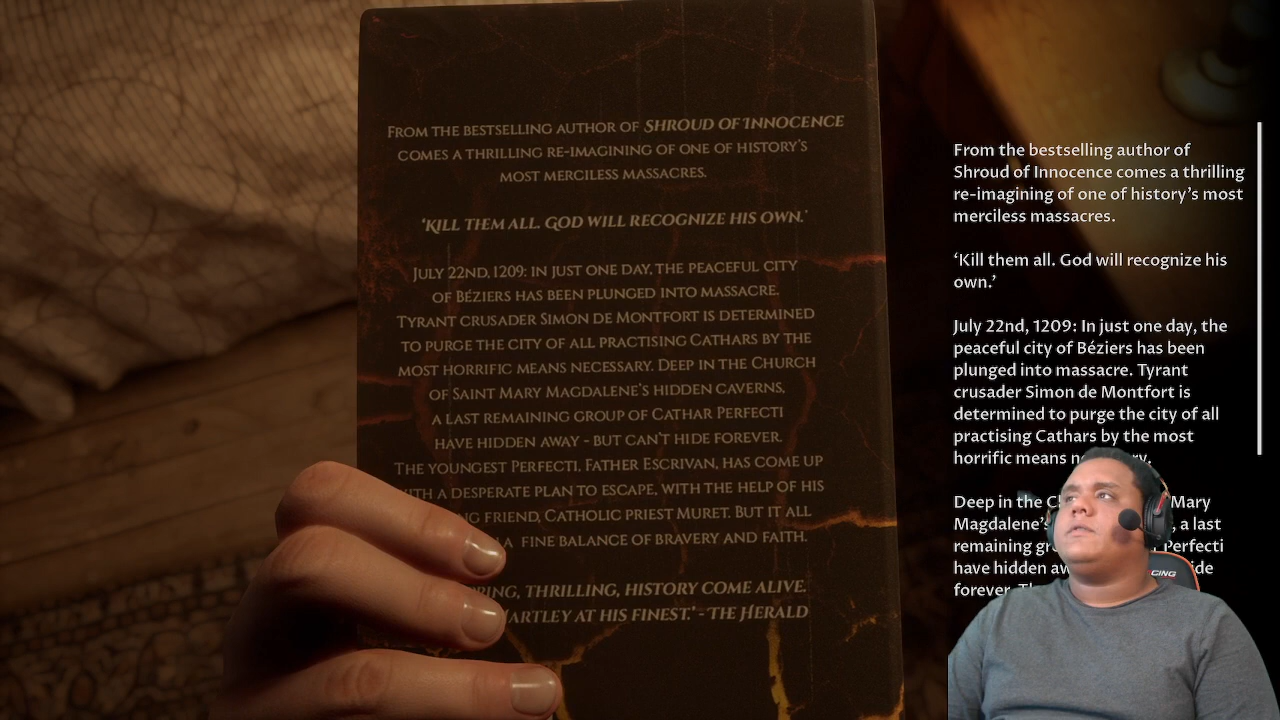 FROM THE BESTSELLING AUTHOR OF SHROUD OF INNOCENCE
COMES A THRILLING RE-IMAGINING OF ONE OF HISTORY'S
MOST MERCILESS MASSACRES.
'KILL THEM ALL. GOD WILL RECOGNIZE HIS OWN.'
JULY 22ND, 1209: IN JUST ONE DAY, THE PEACEFUL CITY
OF BÉZIERS HAS BEEN PLUNGED INTO MASSACRE.
TYRANT CRUSADER SIMON DE MONTFORT IS DETERMINED
TO PURGE THE CITY OF ALL PRACTISING CATHARS BY THE
MOST HORRIFIC MEANS NECESSARY. DEEP IN THE CHURCH
OF SAINT MARY MAGDALENE'S HIDDEN CAVERNS,
A LAST REMAINING GROUP OF CATHAR PERFECTI
HAVE HIDDEN AWAY - BUT CAN'T HIDE FOREVER.
THE YOUNGEST PERFECTI, FATHER ESCRIVAN, HAS COME UP
WITH A DESPERATE PLAN TO ESCAPE, WITH THE HELP OF HIS
FRIEND, CATHOLIC PRIEST MURET. BUT IT ALL
A FINE BALANCE OF BRAVERY AND FAITH.
THRILLING, HISTORY COME ALIVE.
HARTLEY AT HIS FINEST.' - THE HERALD
From the bestselling author of
Shroud of Innocence comes a thrilling
re-imagining of one of history's most
merciless massacres.
'Kill them all. God will recognize his
own.'
July 22nd, 1209: In just one day, the
peaceful city of Béziers has been
plunged into massacre. Tyrant
crusader Simon de Montfort is
determined to purge the city of all
practising Cathars by the most
horrific means
Deep in the Mary
Magdalene's a last
remaining Perfecti
have hidden
forever.